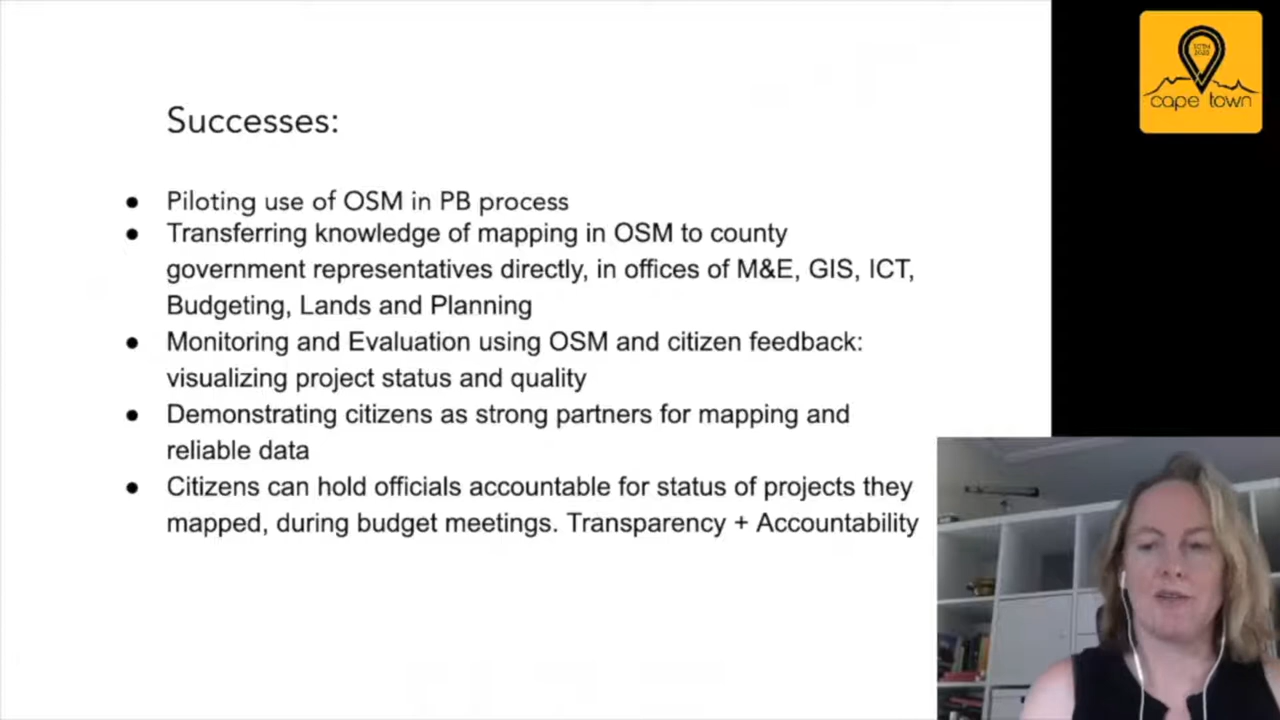 Successes:
● Piloting use of OSM in PB process
● Transferring knowledge of mapping in OSM to county
government representatives directly, in offices of M&E, GIS, ICT,
Budgeting, Lands and Planning
● Monitoring and Evaluation using OSM and citizen feedback:
visualizing project status and quality
● Demonstrating citizens as strong partners for mapping and
reliable data
● Citizens can hold officials accountable for status of projects they
mapped, during budget meetings. Transparency + Accountability
cape town